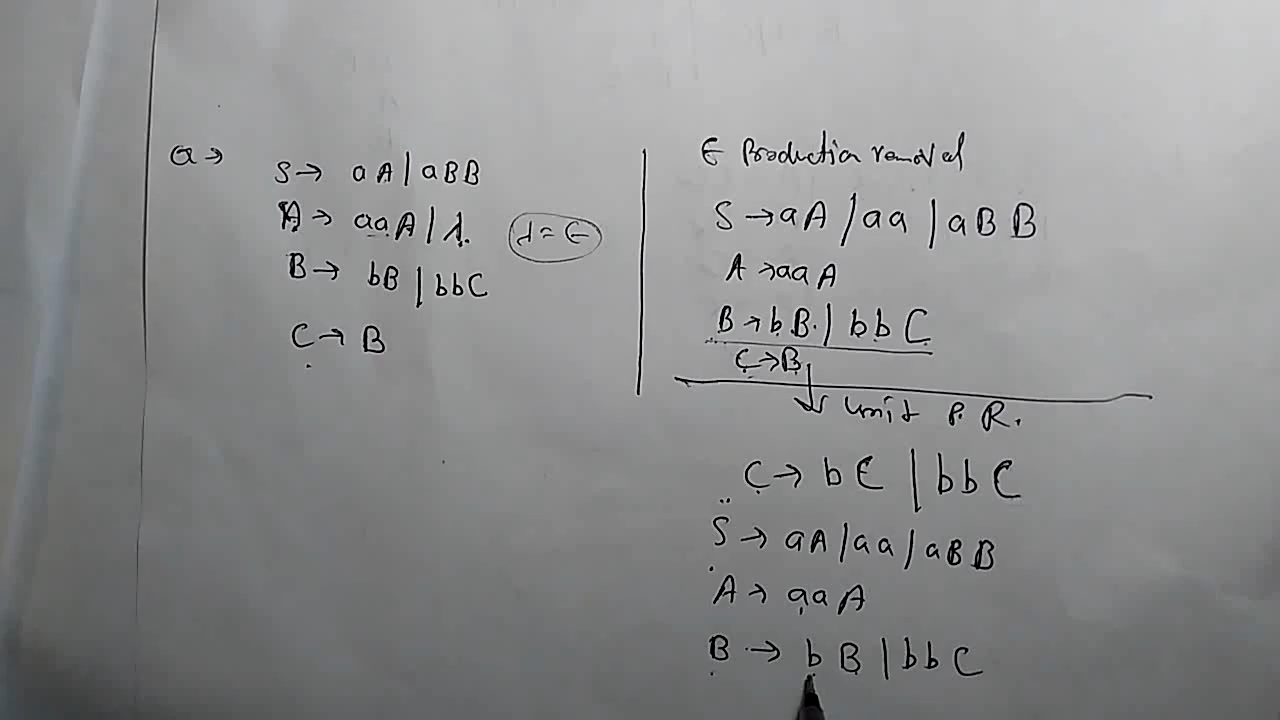 a →
S → aA | aBB
A → aaA | λ.
λ = ϵ
B → bB | bbC
C → B
ϵ Production removal
S → aA / aa | aBB
A → aaA
B → bB. | bbC
C → B
unit P. R.
C → bC | bbC
S → aA / aa / aBB
A → aaA
B → bB | bbC